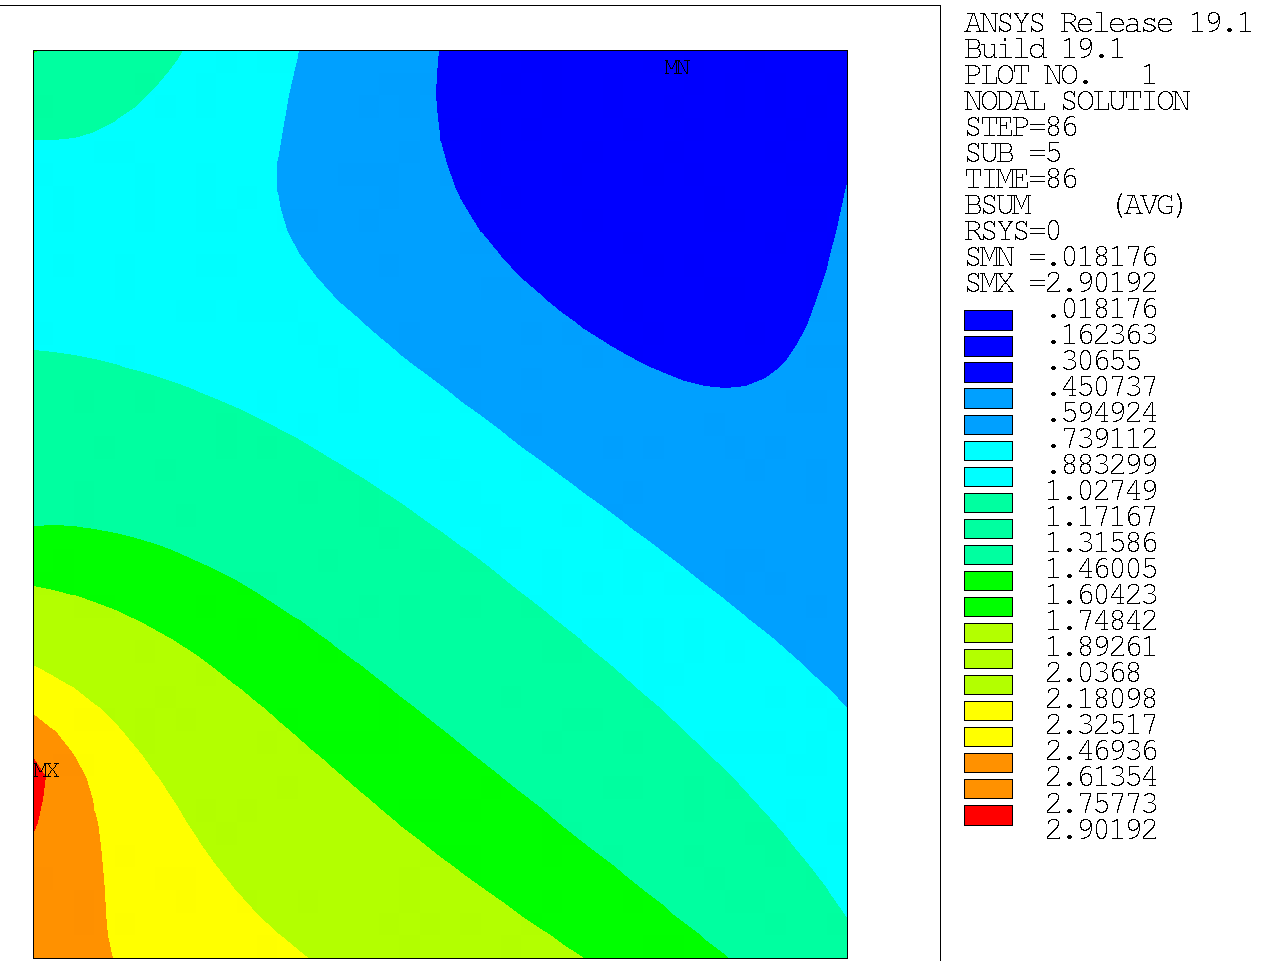 ANSYS Release 19.1
Build 19.1
PLOT NO.   1
NODAL SOLUTION
STEP=86
SUB =5
TIME=86
BSUM     (AVG)
RSYS=0
SMN =.018176
SMX =2.90192
.018176
.162363
.30655
.450737
.594924
.739112
.883299
1.02749
1.17167
1.31586
1.46005
1.60423
1.74842
1.89261
2.0368
2.18098
2.32517
2.46936
2.61354
2.75773
2.90192
MN
MX